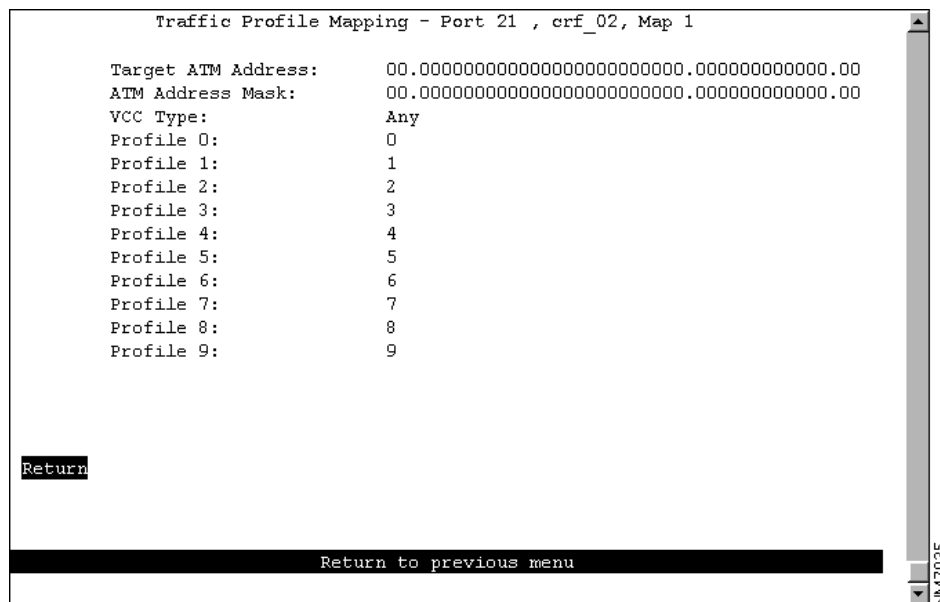 Traffic Profile Mapping - Port 21 , crf_02, Map 1
Target ATM Address: 00.00000000000000000000000.000000000000.00
ATM Address Mask: 00.00000000000000000000000.000000000000.00
VCC Type: Any
Profile 0: 0
Profile 1: 1
Profile 2: 2
Profile 3: 3
Profile 4: 4
Profile 5: 5
Profile 6: 6
Profile 7: 7
Profile 8: 8
Profile 9: 9
Return
Return to previous menu